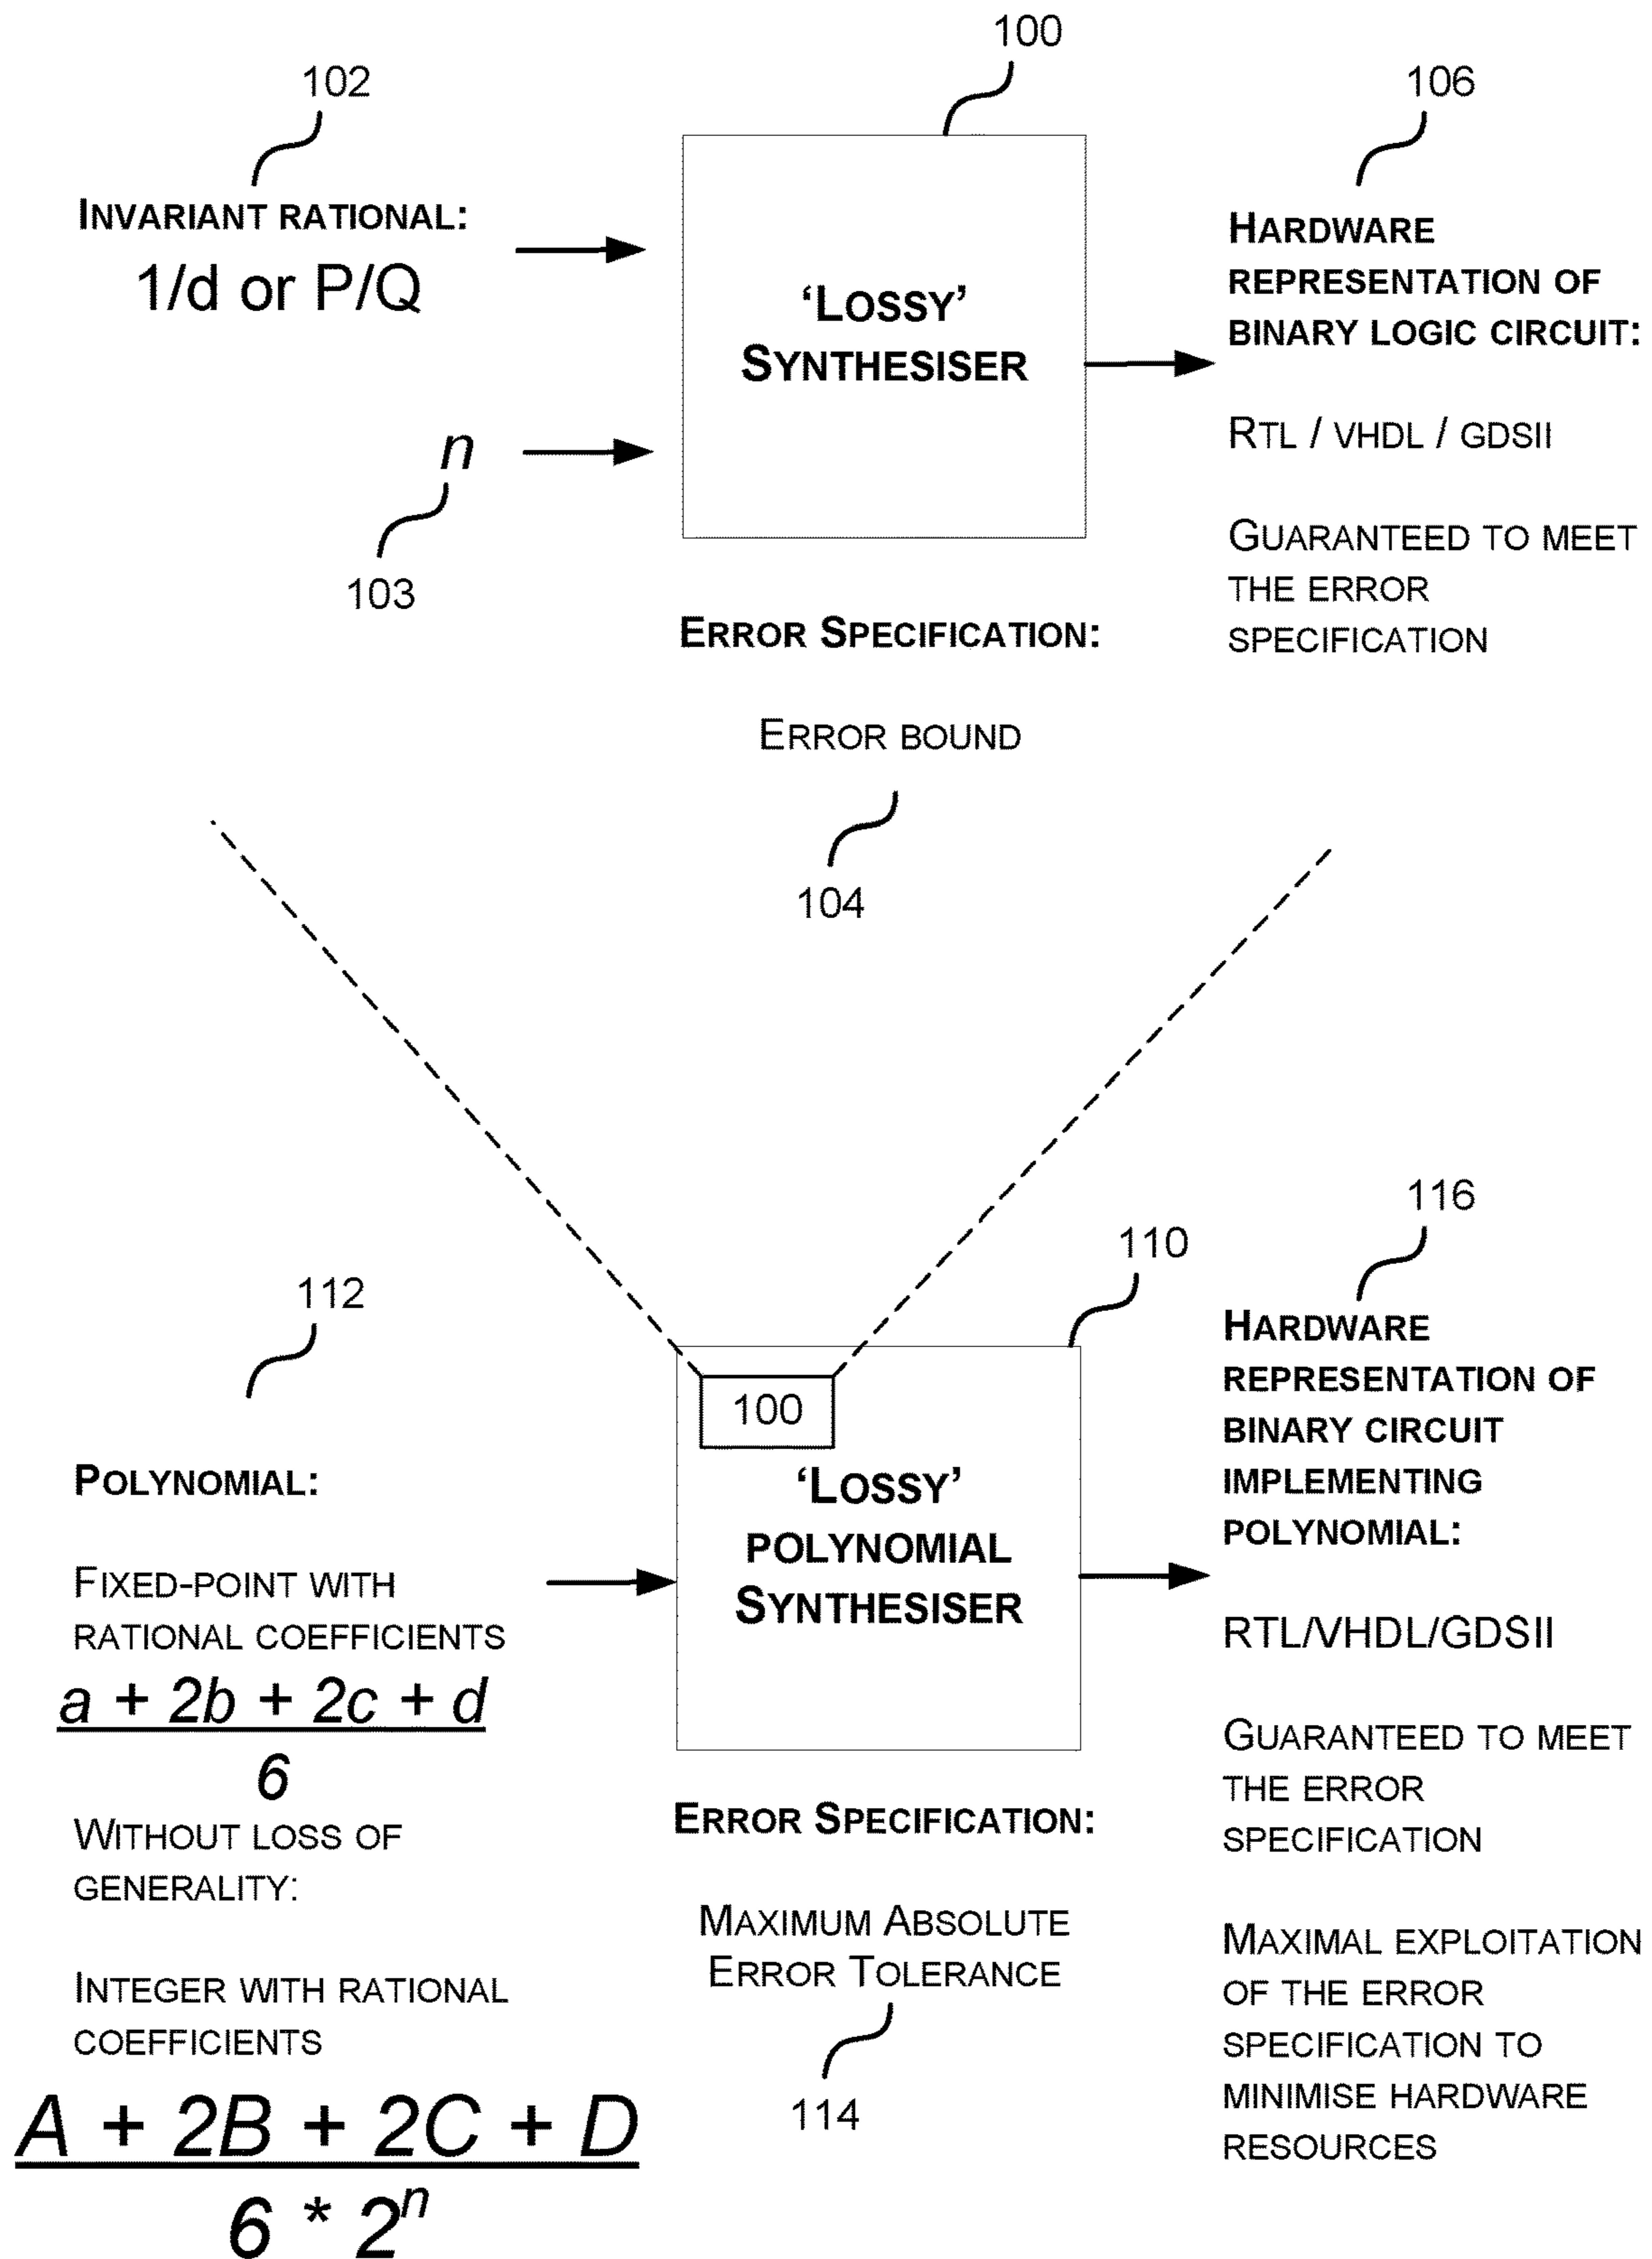 100
102
106
INVARIANT RATIONAL:
1/d or P/Q
n
103
‘LOSSY’
SYNTHESISER
HARDWARE
REPRESENTATION OF
BINARY LOGIC CIRCUIT:
RTL / VHDL / GDSII
GUARANTEED TO MEET
THE ERROR
SPECIFICATION
ERROR SPECIFICATION:
ERROR BOUND
104
112
110
116
POLYNOMIAL:
FIXED-POINT WITH
RATIONAL COEFFICIENTS
a + 2b + 2c + d
6
WITHOUT LOSS OF
GENERALITY:
INTEGER WITH RATIONAL
COEFFICIENTS
A + 2B + 2C + D
6 * 2^n
100
‘LOSSY’
POLYNOMIAL
SYNTHESISER
ERROR SPECIFICATION:
MAXIMUM ABSOLUTE
ERROR TOLERANCE
114
HARDWARE
REPRESENTATION OF
BINARY CIRCUIT
IMPLEMENTING
POLYNOMIAL:
RTL/VHDL/GDSII
GUARANTEED TO MEET
THE ERROR
SPECIFICATION
MAXIMAL EXPLOITATION
OF THE ERROR
SPECIFICATION TO
MINIMISE HARDWARE
RESOURCES